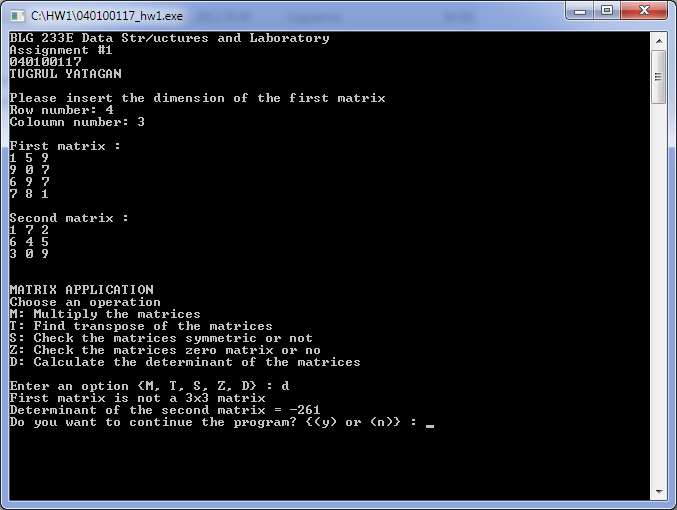 C:\HW1\040100117_hw1.exe
BLG 233E Data Str/uctures and Laboratory
Assignment #1
040100117
TUGRUL YATAGAN
Please insert the dimension of the first matrix
Row number: 4
Coloumn number: 3
First matrix :
1 5 9
9 0 7
6 9 7
7 8 1
Second matrix :
1 7 2
6 4 5
3 0 9
MATRIX APPLICATION
Choose an operation
M: Multiply the matrices
T: Find transpose of the matrices
S: Check the matrices symmetric or not
Z: Check the matrices zero matrix or no
D: Calculate the determinant of the matrices
Enter an option {M, T, S, Z, D} : d
First matrix is not a 3x3 matrix
Determinant of the second matrix = -261
Do you want to continue the program? {(y) or (n)} : _